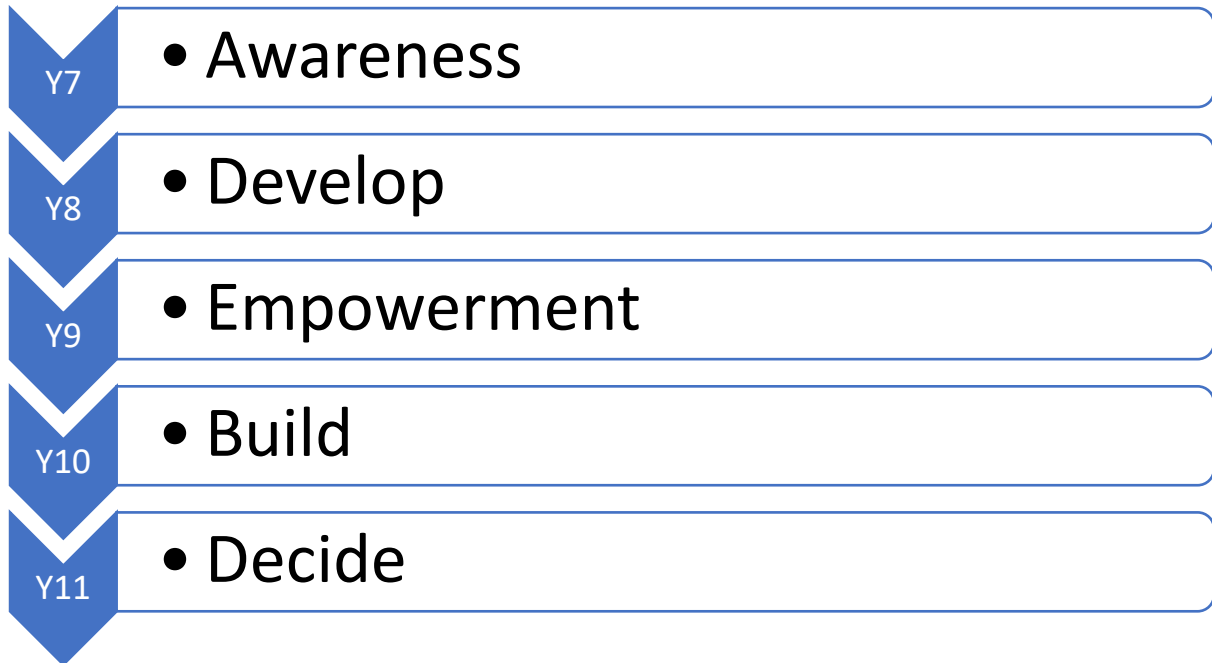 Y7
• Awareness
Y8
• Develop
Y9
• Empowerment
Y10
• Build
Y11
• Decide